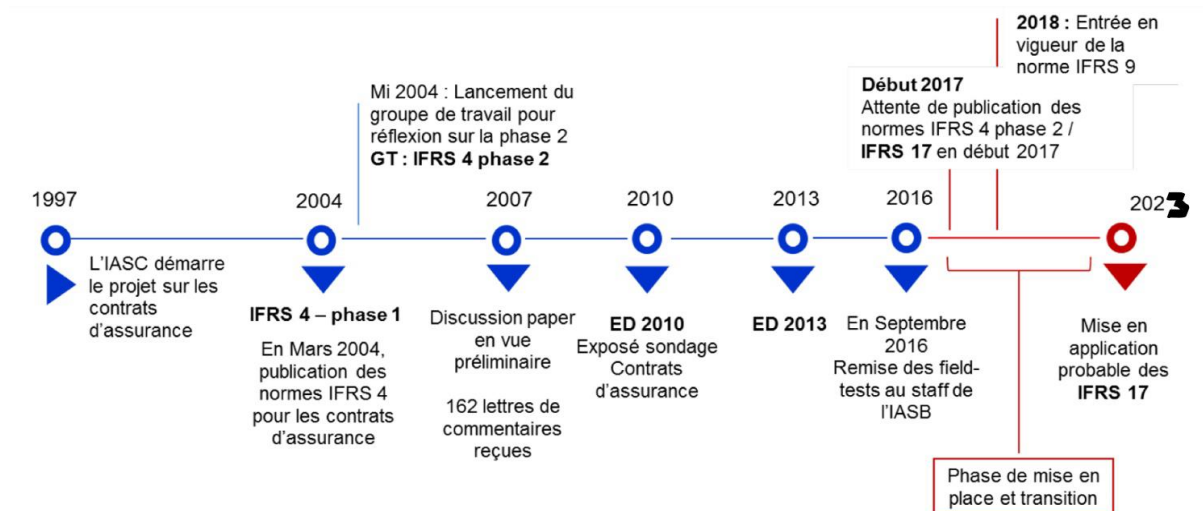 2018 : Entrée en
vigueur de la
norme IFRS 9
Début 2017
Attente de publication des
normes IFRS 4 phase 2 /
IFRS 17 en début 2017
Mi 2004 : Lancement du
groupe de travail pour
réflexion sur la phase 2
GT : IFRS 4 phase 2
1997
2004
2007
2010
2013
2016
2023
L'IASC démarre
le projet sur les
contrats
d'assurance
IFRS 4 – phase 1
En Mars 2004,
publication des
normes IFRS 4
pour les contrats
d'assurance
Discussion paper
en vue
préliminaire
162 lettres de
commentaires
reçues
ED 2010
Exposé sondage
Contrats
d'assurance
ED 2013
En Septembre
2016
Remise des field-
tests au staff de
l'IASB
Mise en
application
probable des
IFRS 17
Phase de mise en
place et transition